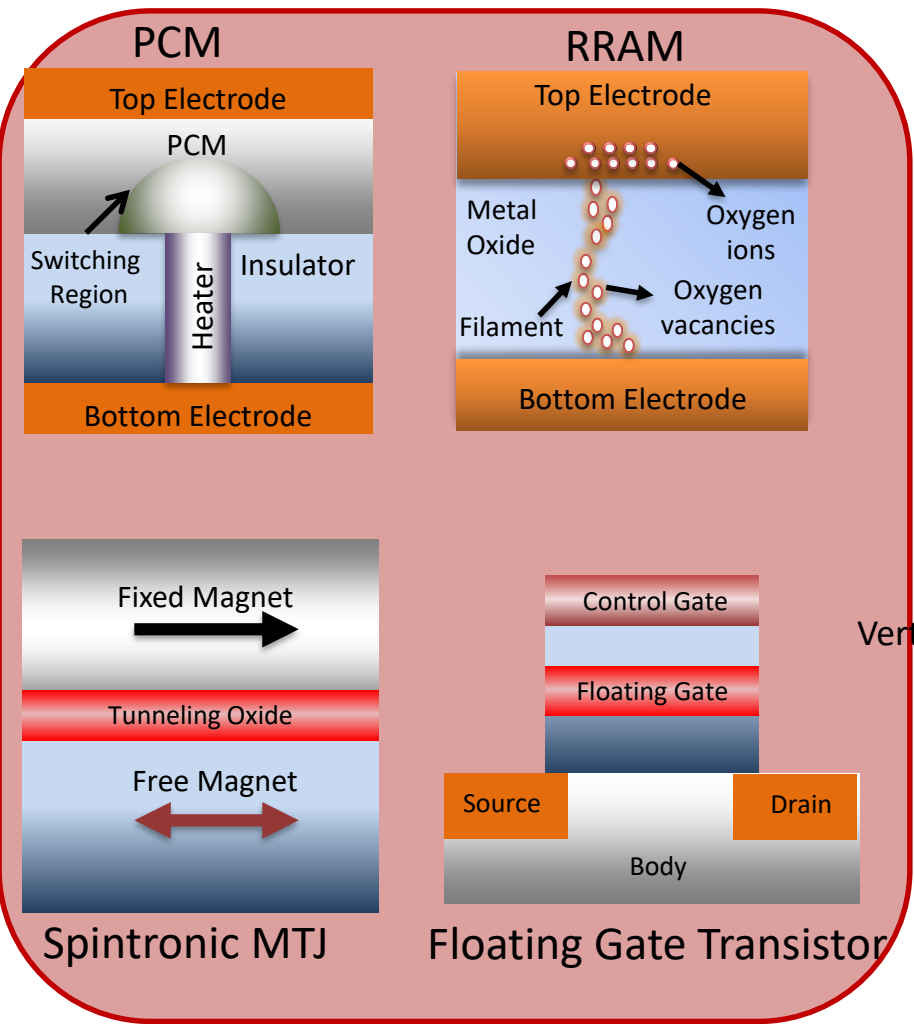 PCM
Top Electrode
PCM
Switching
Region
Insulator
Heater
Bottom Electrode
RRAM
Top Electrode
Metal
Oxide
Oxygen
ions
Filament
Oxygen
vacancies
Bottom Electrode
Fixed Magnet
Tunneling Oxide
Free Magnet
Spintronic MTJ
Control Gate
Floating Gate
Source
Drain
Body
Floating Gate Transistor